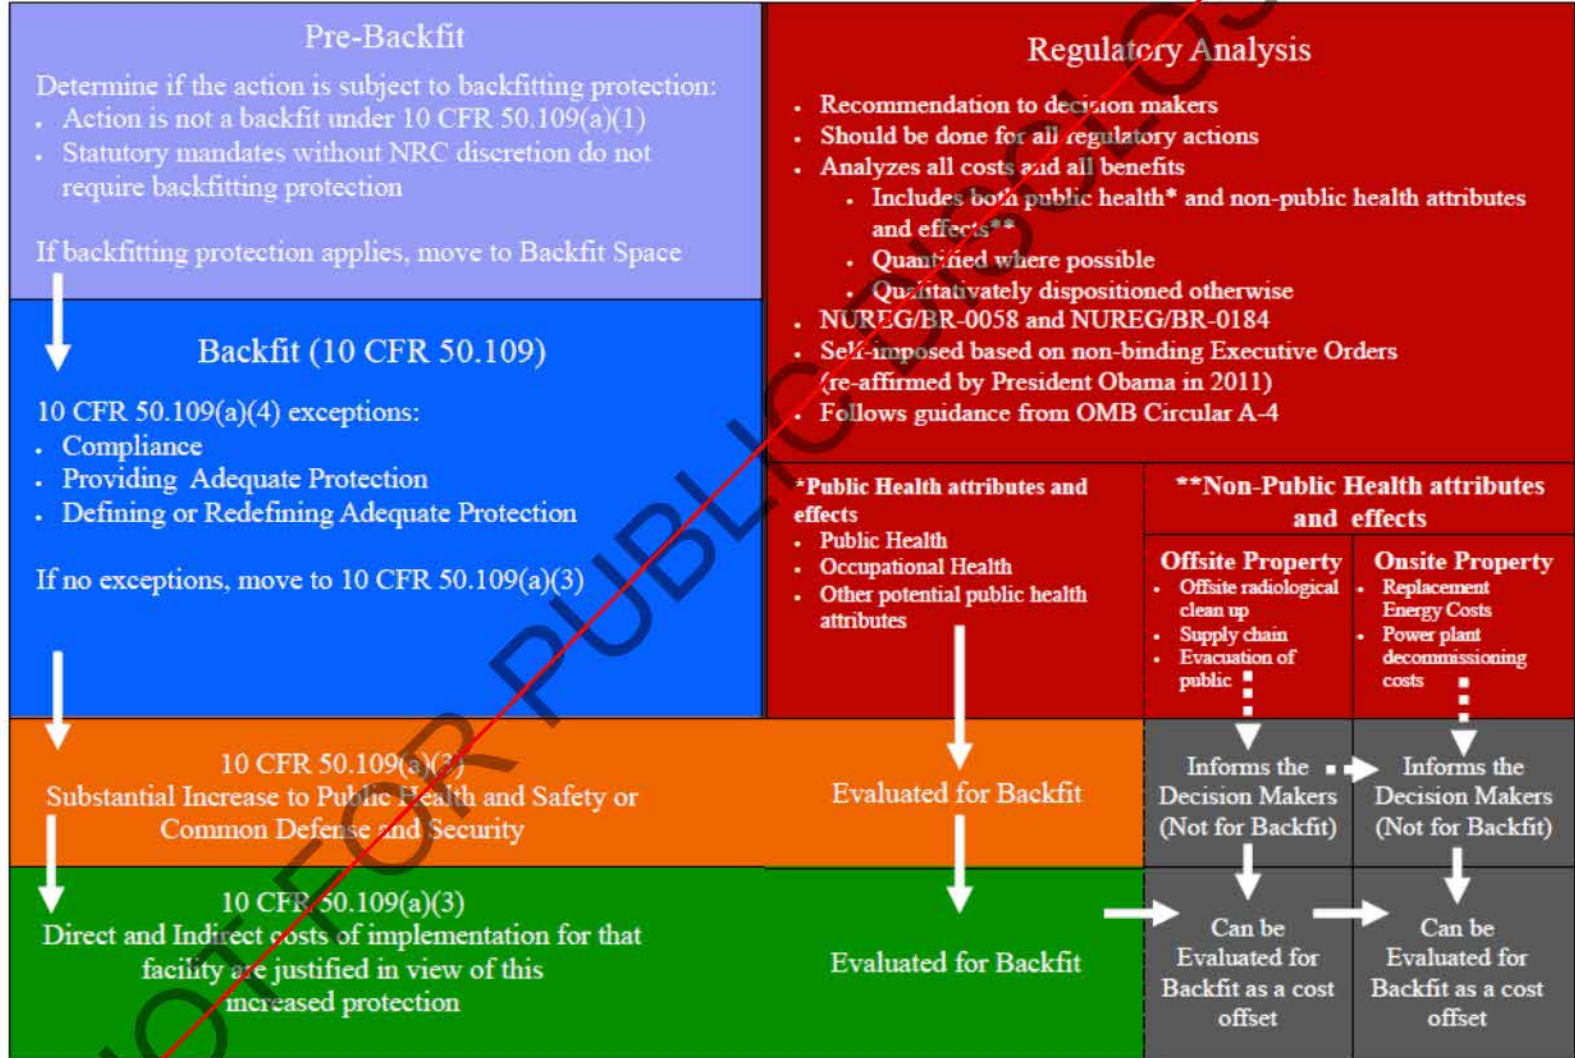 Pre-Backfit
Determine if the action is subject to backfitting protection:
• Action is not a backfit under 10 CFR 50.109(a)(1)
• Statutory mandates without NRC discretion do not
require backfitting protection
If backfitting protection applies, move to Backfit Space
Backfit (10 CFR 50.109)
10 CFR 50.109(a)(4) exceptions:
• Compliance
• Providing Adequate Protection
• Defining or Redefining Adequate Protection
If no exceptions, move to 10 CFR 50.109(a)(3)
Regulatory Analysis
• Recommendation to decision makers
• Should be done for all regulatory actions
• Analyzes all costs and all benefits
• Includes both public health* and non-public health attributes
and effects**
• Quantified where possible
• Qualitatively dispositioned otherwise
• NUREG/BR-0058 and NUREG/BR-0184
• Self-imposed based on non-binding Executive Orders
(re-affirmed by President Obama in 2011)
• Follows guidance from OMB Circular A-4
*Public Health attributes and
effects
• Public Health
• Occupational Health
• Other potential public health
attributes
**Non-Public Health attributes
and effects
Offsite Property
• Offsite radiological
clean up
• Supply chain
• Evacuation of
public
Onsite Property
• Replacement
Energy Costs
• Power plant
decommissioning
costs
10 CFR 50.109(a)(3)
Substantial Increase to Public Health and Safety or
Common Defense and Security
Evaluated for Backfit
Informs the
Decision Makers
(Not for Backfit)
Informs the
Decision Makers
(Not for Backfit)
10 CFR 50.109(a)(3)
Direct and Indirect costs of implementation for that
facility are justified in view of this
increased protection
Evaluated for Backfit
Can be
Evaluated for
Backfit as a cost
offset
Can be
Evaluated for
Backfit as a cost
offset
NOT FOR PUBLIC DISCLOS